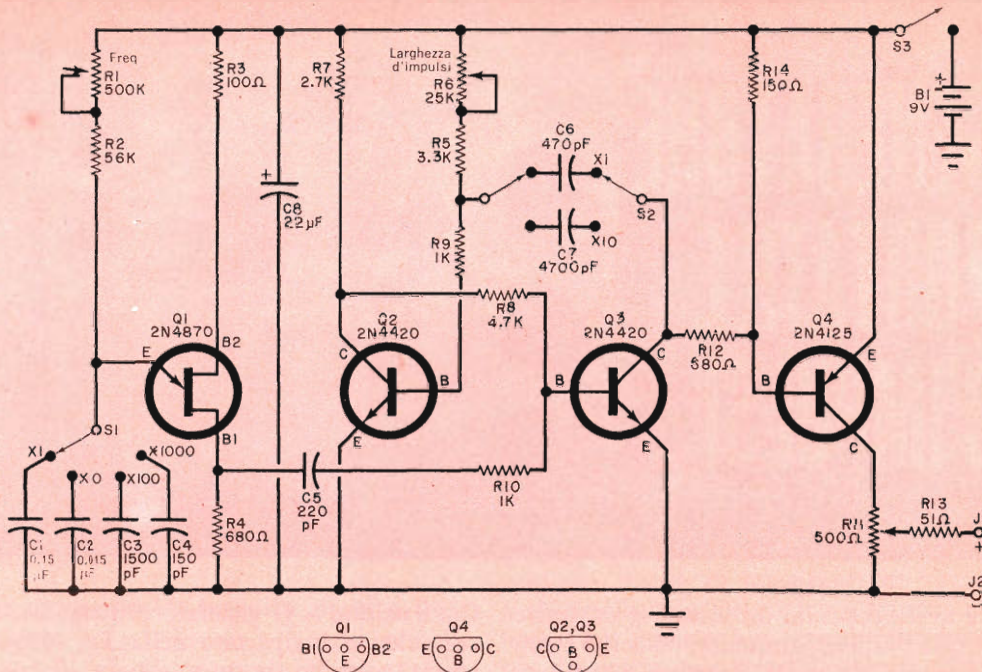 Freq
R1
500K
R2
56K
R3
100Ω
C8
22µF
R7
2.7K
Larghezza
d'impulsi
R6
25K
R5
3.3K
R9
1K
C6
470pF
X1
S2
C7
X10
4700pF
R14
150Ω
S3
+
B1
9V
Q1
2N4870
E
B2
B1
S1
X1
X10
X100
X1000
C1
0.15
µF
C2
0.015
µF
C3
1500
pF
C4
150
pF
R4
680Ω
+
C5
220
pF
Q2
2N4420
C
B
E
R8
4.7K
R10
1K
Q3
2N4420
B
C
E
R12
680Ω
Q4
2N4125
B
E
C
R11
500Ω
R13
51Ω
J
+
J2
Q1
B1 B2
E
Q4
E C
B
Q2, Q3
C E
B